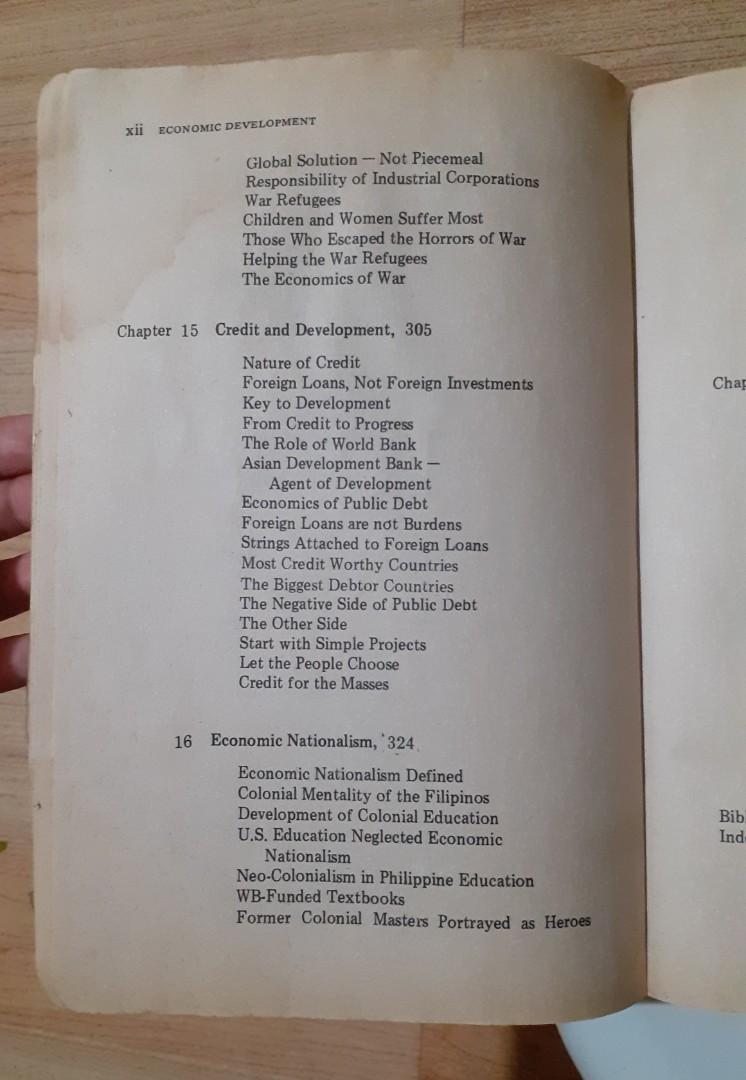 xii ECONOMIC DEVELOPMENT
Global Solution — Not Piecemeal
Responsibility of Industrial Corporations
War Refugees
Children and Women Suffer Most
Those Who Escaped the Horrors of War
Helping the War Refugees
The Economics of War
Chapter 15 Credit and Development, 305
Nature of Credit
Foreign Loans, Not Foreign Investments
Key to Development
From Credit to Progress
The Role of World Bank
Asian Development Bank —
Agent of Development
Economics of Public Debt
Foreign Loans are not Burdens
Strings Attached to Foreign Loans
Most Credit Worthy Countries
The Biggest Debtor Countries
The Negative Side of Public Debt
The Other Side
Start with Simple Projects
Let the People Choose
Credit for the Masses
16 Economic Nationalism, 324
Economic Nationalism Defined
Colonial Mentality of the Filipinos
Development of Colonial Education
U.S. Education Neglected Economic
Nationalism
Neo-Colonialism in Philippine Education
WB-Funded Textbooks
Former Colonial Masters Portrayed as Heroes
Chap
Bib
Ind